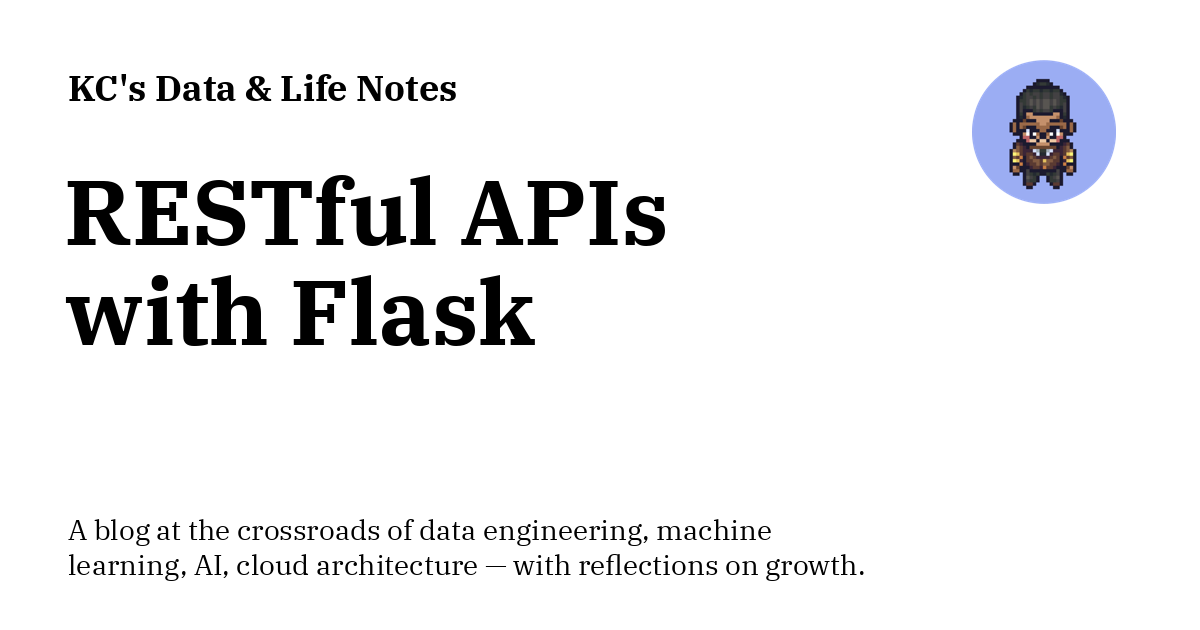 KC's Data & Life Notes
RESTful APIs
with Flask
A blog at the crossroads of data engineering, machine
learning, AI, cloud architecture — with reflections on growth.